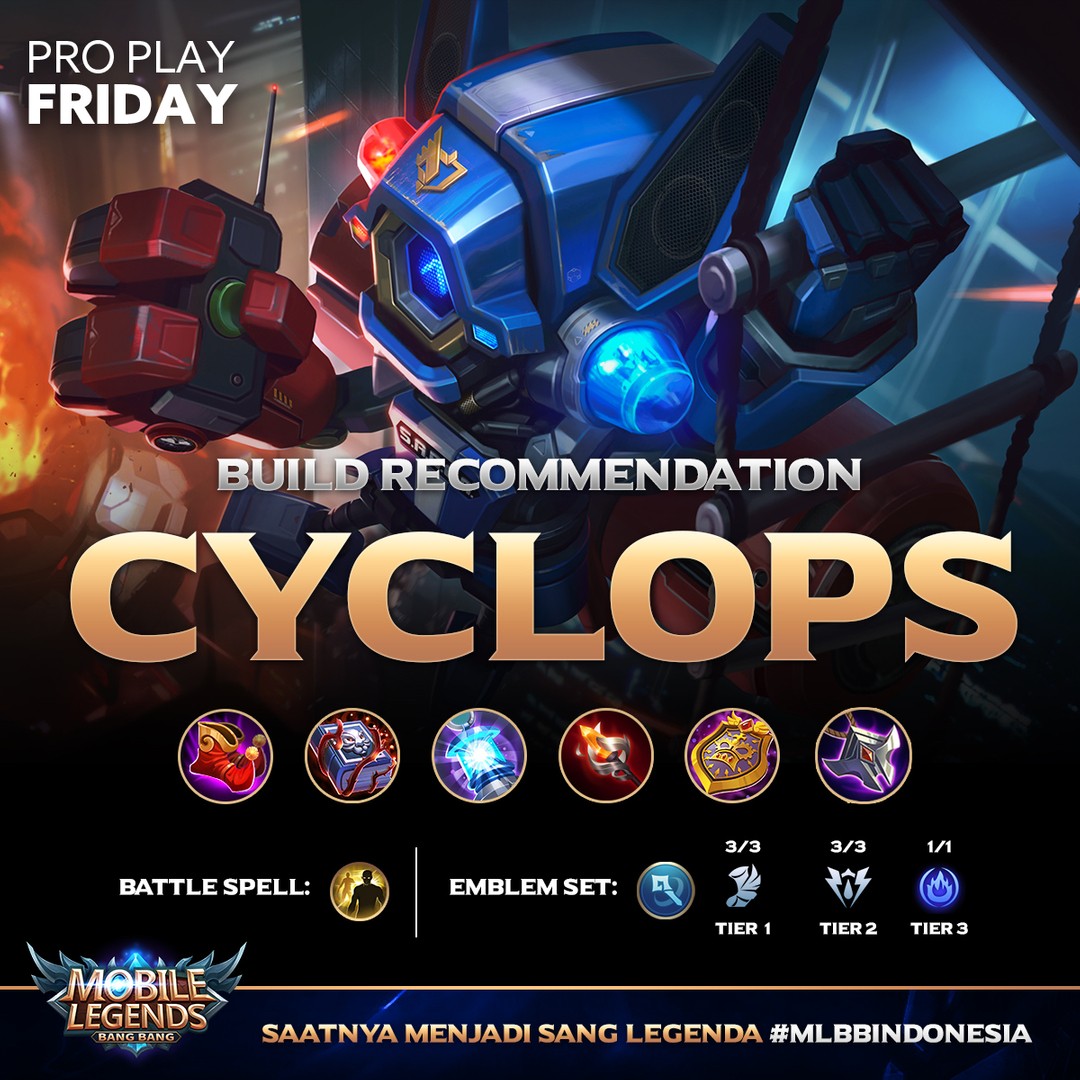 PRO PLAY
FRIDAY
BUILD RECOMMENDATION
CYCLOPS
BATTLE SPELL:
EMBLEM SET:
3/3
3/3
1/1
TIER 1
TIER 2
TIER 3
MOBILE
LEGENDS
BANG BANG
SAATNYA MENJADI SANG LEGENDA #MLBBINDONESIA